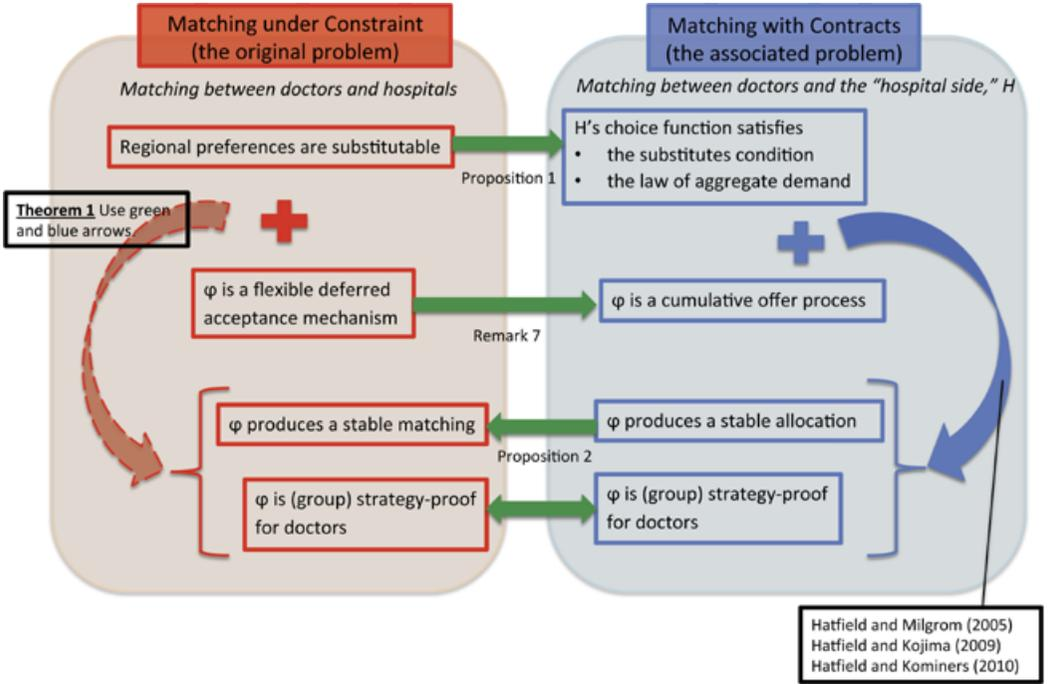 Matching under Constraint
(the original problem)
Matching between doctors and hospitals
Regional preferences are substitutable
Theorem 1 Use green
and blue arrows.
φ is a flexible deferred
acceptance mechanism
φ produces a stable matching
φ is (group) strategy-proof
for doctors
Proposition 1
Remark 7
Proposition 2
Matching with Contracts
(the associated problem)
Matching between doctors and the “hospital side,” H
H’s choice function satisfies
• the substitutes condition
• the law of aggregate demand
φ is a cumulative offer process
φ produces a stable allocation
φ is (group) strategy-proof
for doctors
Hatfield and Milgrom (2005)
Hatfield and Kojima (2009)
Hatfield and Kominers (2010)